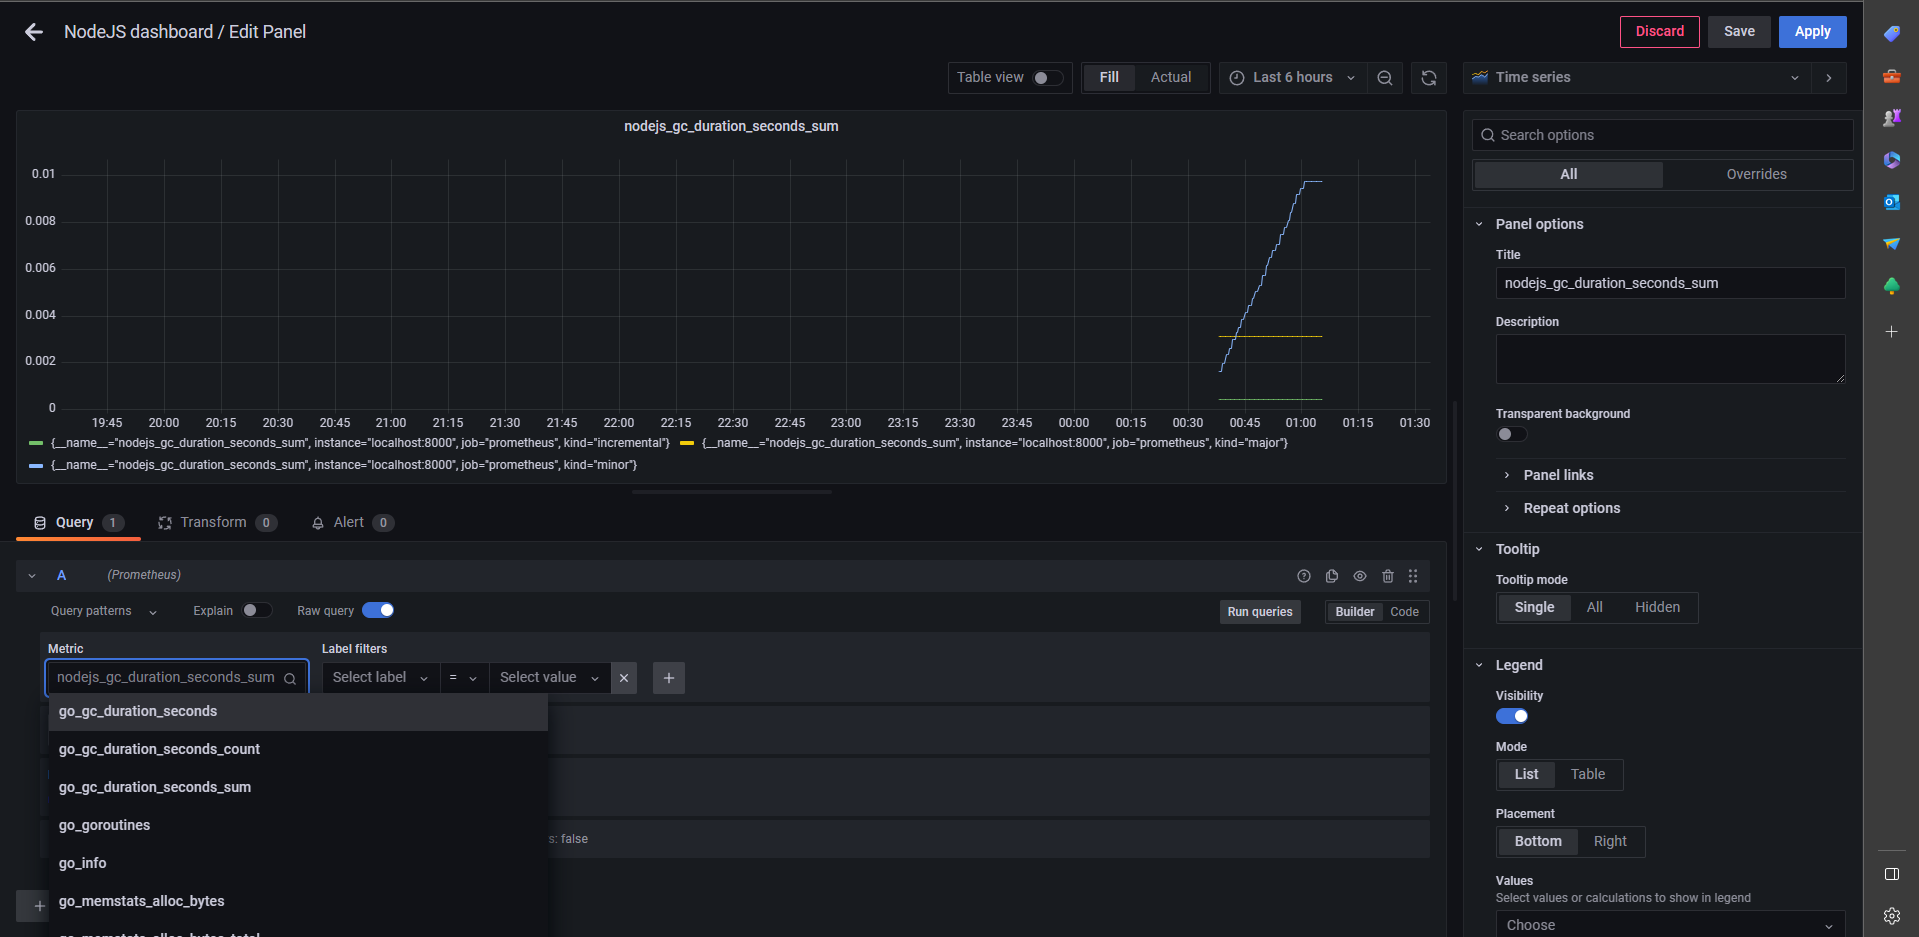 NodeJS dashboard / Edit Panel
Discard Save Apply
Table view Fill Actual Last 6 hours Time series
nodejs_gc_duration_seconds_sum
0.01
0.008
0.006
0.004
0.002
0
19:45 20:00 20:15 20:30 20:45 21:00 21:15 21:30 21:45 22:00 22:15 22:30 22:45 23:00 23:15 23:30 23:45 00:00 00:15 00:30 00:45 01:00 01:15 01:30
{__name__="nodejs_gc_duration_seconds_sum", instance="localhost:8000", job="prometheus", kind="incremental"} {__name__="nodejs_gc_duration_seconds_sum", instance="localhost:8000", job="prometheus", kind="major"}
{__name__="nodejs_gc_duration_seconds_sum", instance="localhost:8000", job="prometheus", kind="minor"}
Query 1 Transform 0 Alert 0
A (Prometheus)
Query patterns Explain Raw query Run queries Builder Code
Metric Label filters
nodejs_gc_duration_seconds_sum Select label = Select value
go_gc_duration_seconds
go_gc_duration_seconds_count
go_gc_duration_seconds_sum
go_goroutines
s: false
go_info
go_memstats_alloc_bytes
go_memstats_alloc_bytes_total
Search options
All Overrides
Panel options
Title
nodejs_gc_duration_seconds_sum
Description
Transparent background
Panel links
Repeat options
Tooltip
Tooltip mode
Single All Hidden
Legend
Visibility
Mode
List Table
Placement
Bottom Right
Values
Select values or calculations to show in legend
Choose